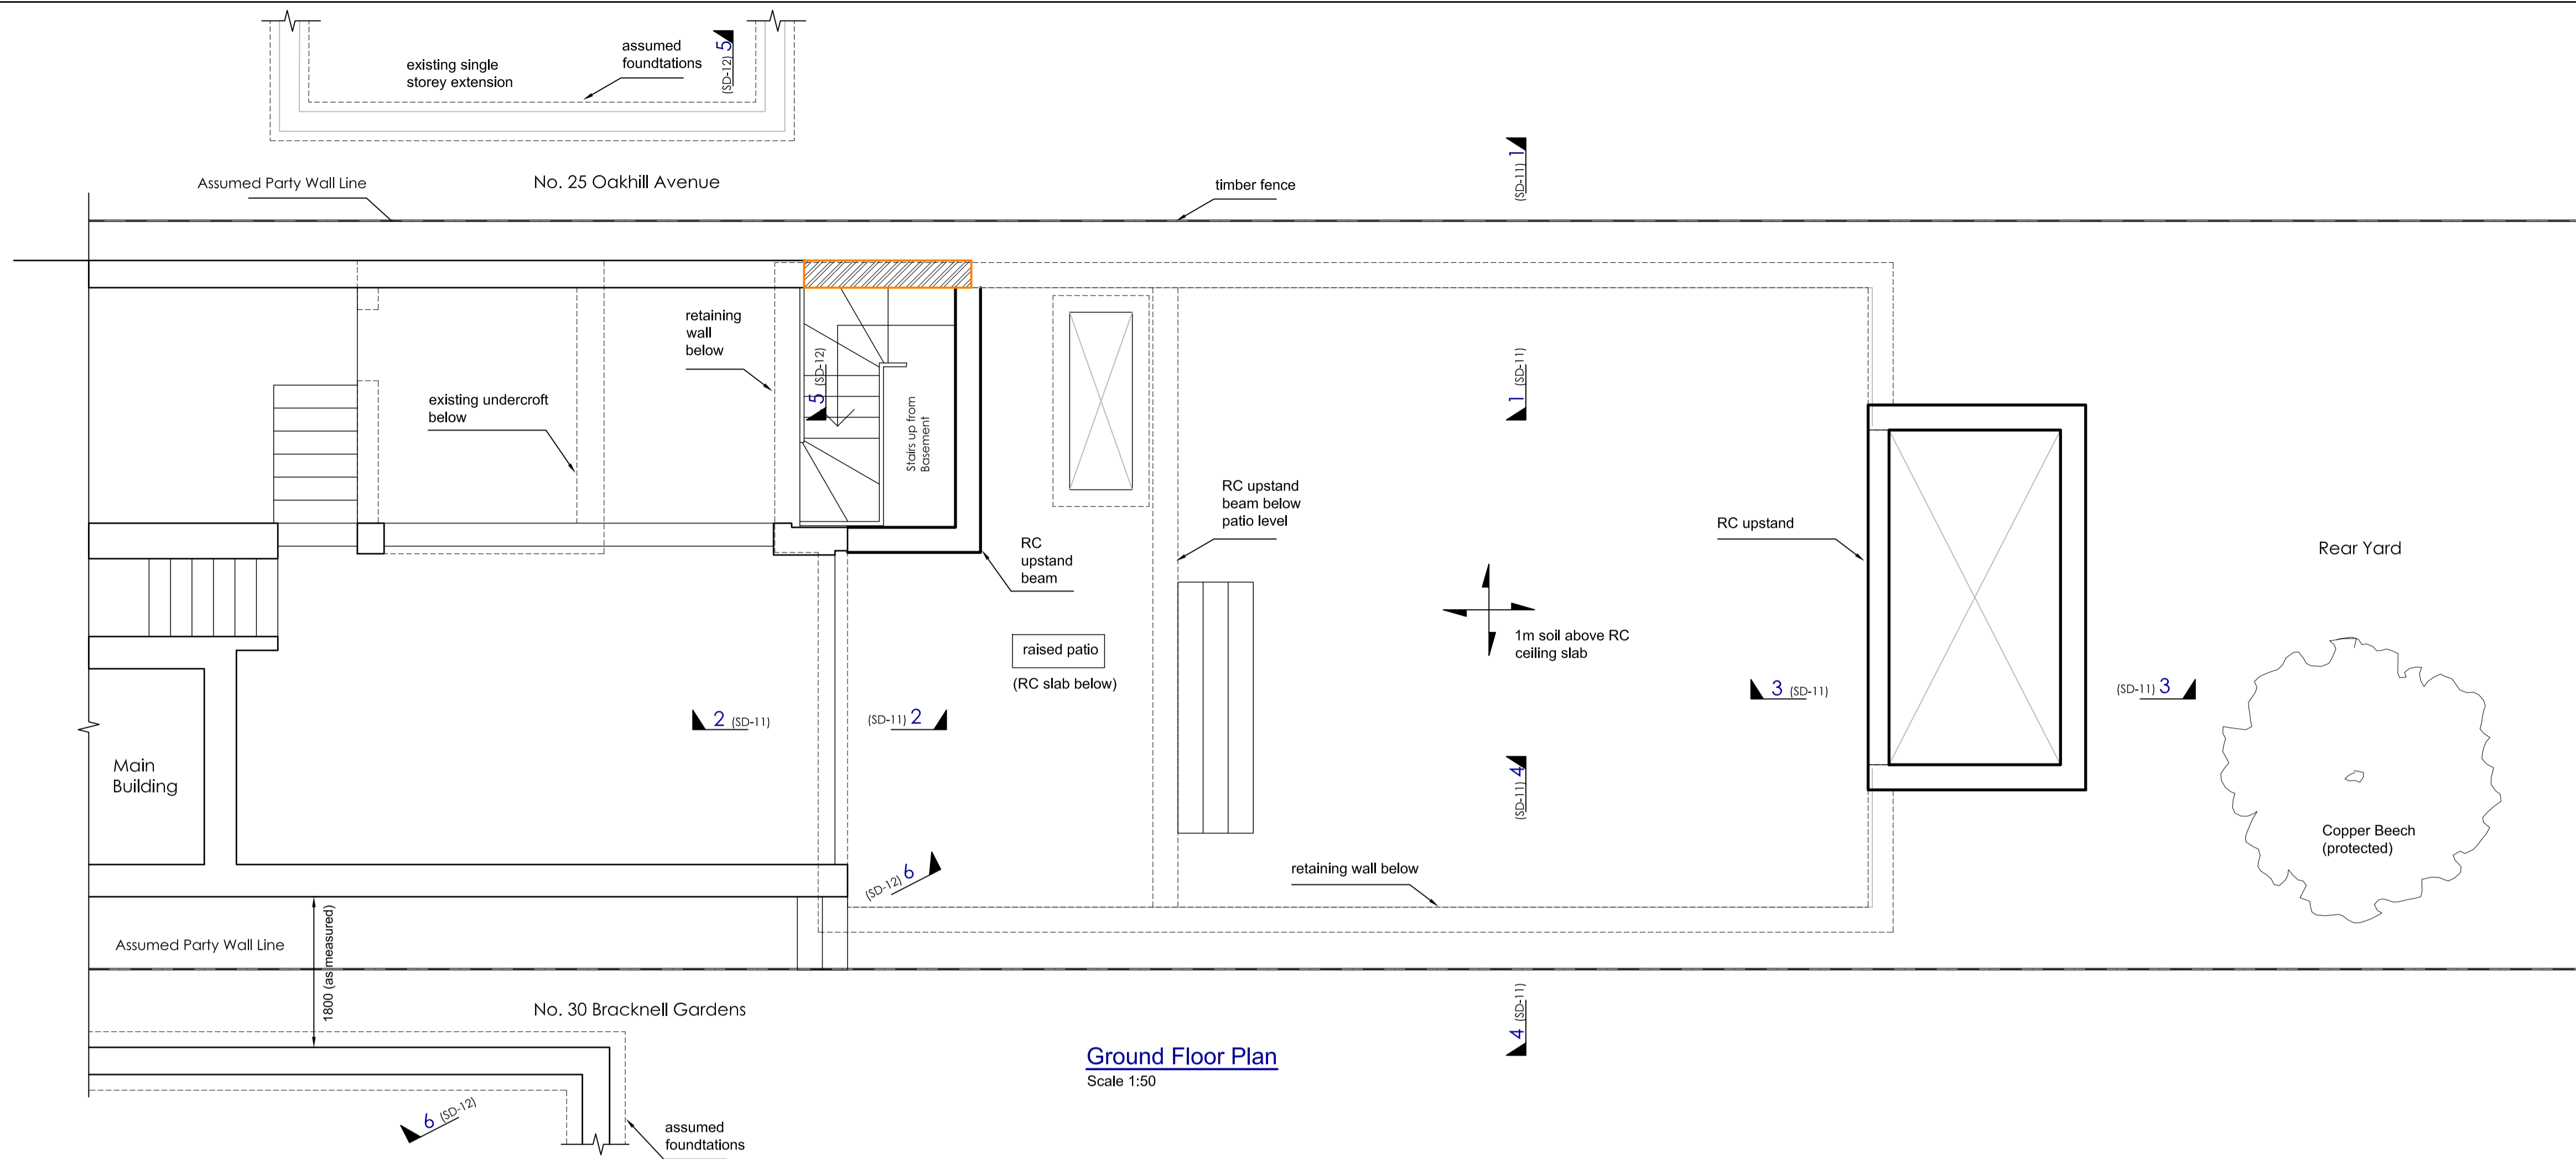 existing single
storey extension
assumed
foundtations
(SD-12) 5
Assumed Party Wall Line
No. 25 Oakhill Avenue
timber fence
(SD-11) 1
retaining
wall
below
5 (SD-12)
existing undercroft
below
Stairs up from
Basement
1 (SD-11)
RC upstand
beam below
patio level
RC upstand
RC
upstand
beam
Rear Yard
1m soil above RC
ceiling slab
raised patio
(RC slab below)
2 (SD-11)
(SD-11) 2
3 (SD-11)
(SD-11) 3
(SD-11) 4
Main
Building
Copper Beech
(protected)
(SD-12) 6
retaining wall below
Assumed Party Wall Line
1800 (as measured)
No. 30 Bracknell Gardens
4 (SD-11)
Ground Floor Plan
Scale 1:50
6 (SD-12)
assumed
foundtations